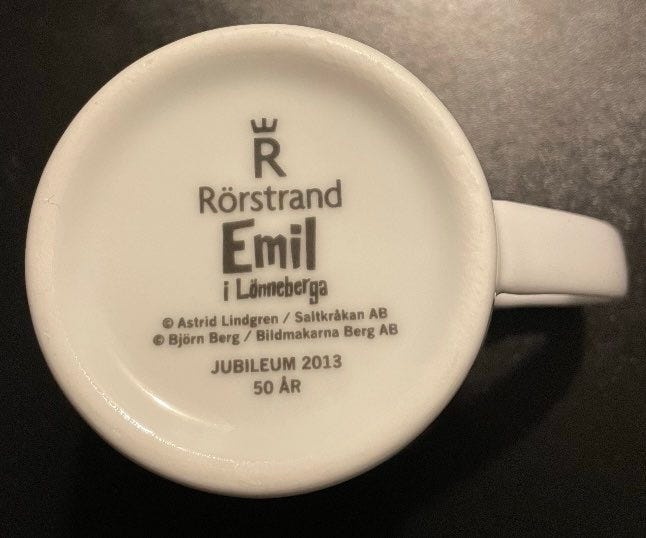 R
Rörstrand
Emil
i Lönneberga
© Astrid Lindgren / Saltkråkan AB
© Björn Berg / Bildmakarna Berg AB
JUBILEUM 2013
50 ÅR